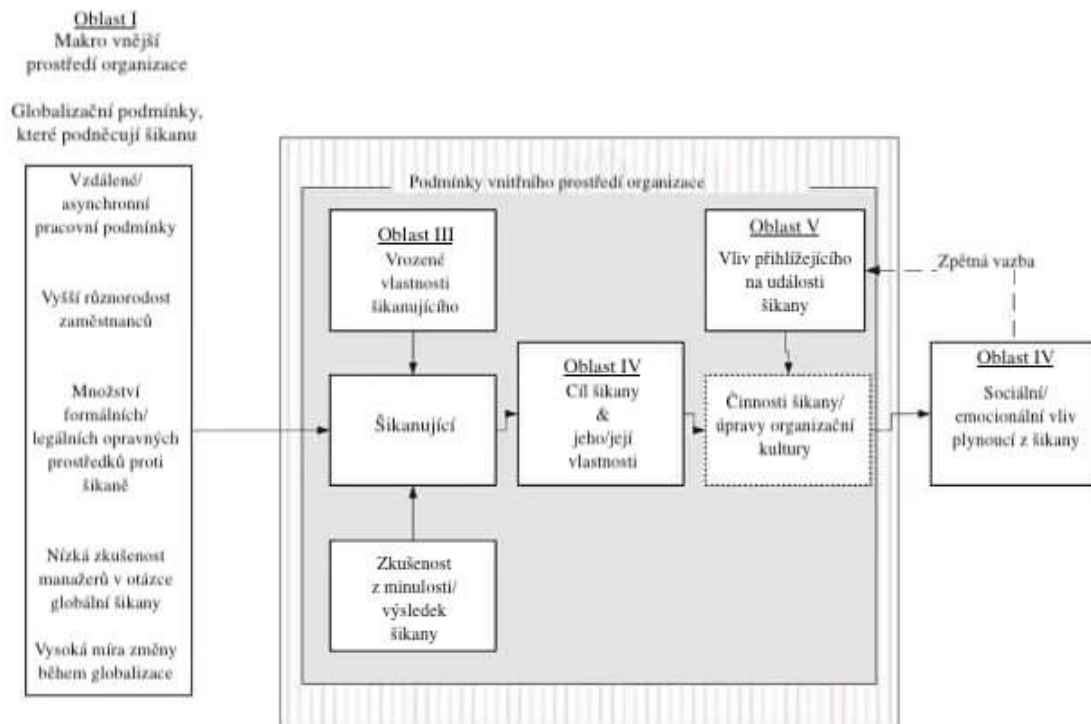 Oblast I
Makro vnější
prostředí organizace
Globalizační podmínky,
které podněcují šikanu
Vzdálené/
asynchronní
pracovní podmínky
Vyšší různorodost
zaměstnanců
Množství
formálních/
legálních opravných
prostředků proti
šikaně
Nízká zkušenost
manažerů v otázce
globální šikany
Vysoká míra změny
během globalizace
Podmínky vnitřního prostředí organizace
Oblast III
Vrozené
vlastnosti
šikanujícího
Šikanující
Zkušenost
z minulosti/
výsledek
šikany
Oblast IV
Cíl šikany
&
jeho/její
vlastnosti
Oblast V
Vliv přihlížejícího
na události
šikany
Činnosti šikany/
úpravy organizační
kultury
Zpětná vazba
Oblast IV
Sociální/
emocionální vliv
plynoucí z šikany